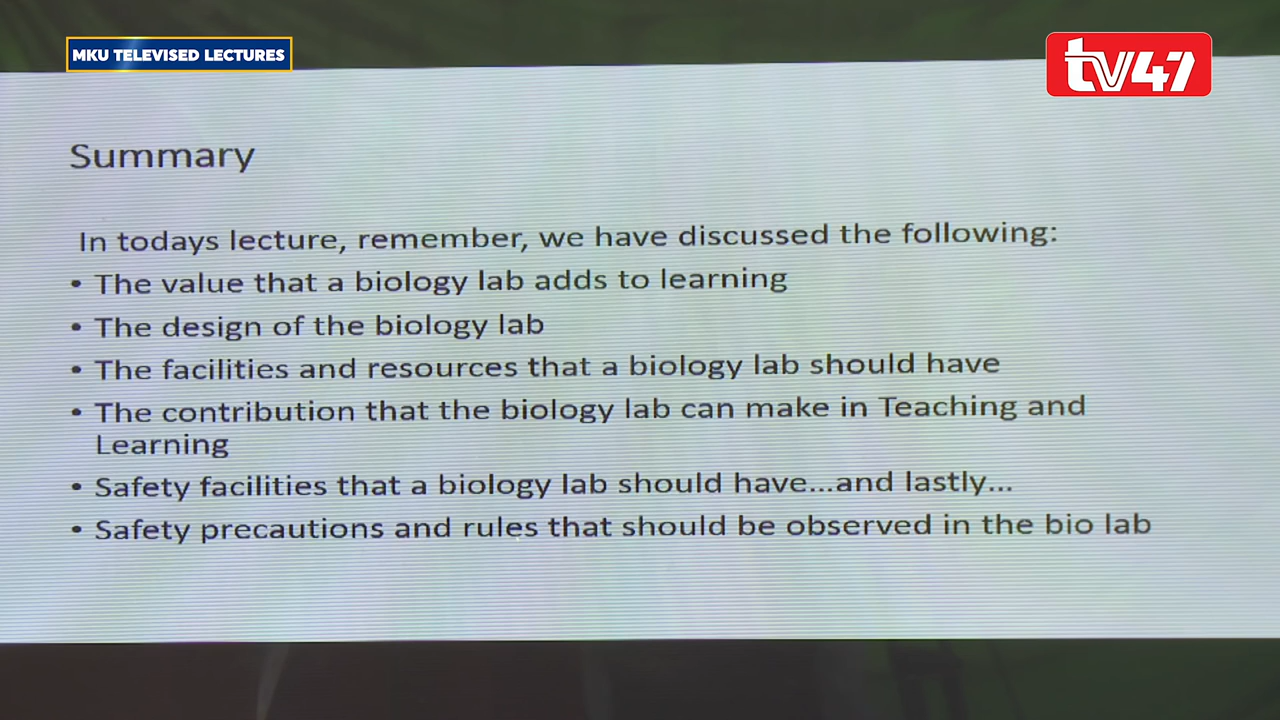 MKU TELEVISED LECTURES
tv47
Summary
In todays lecture, remember, we have discussed the following:
• The value that a biology lab adds to learning
• The design of the biology lab
• The facilities and resources that a biology lab should have
• The contribution that the biology lab can make in Teaching and
Learning
• Safety facilities that a biology lab should have...and lastly...
• Safety precautions and rules that should be observed in the bio lab